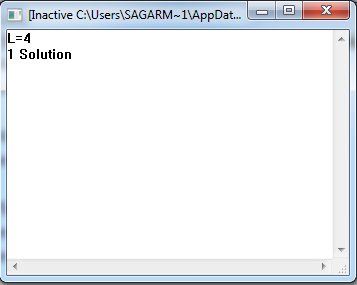 [Inactive C:\Users\SAGARM~1\AppDat...
L=4
1 Solution